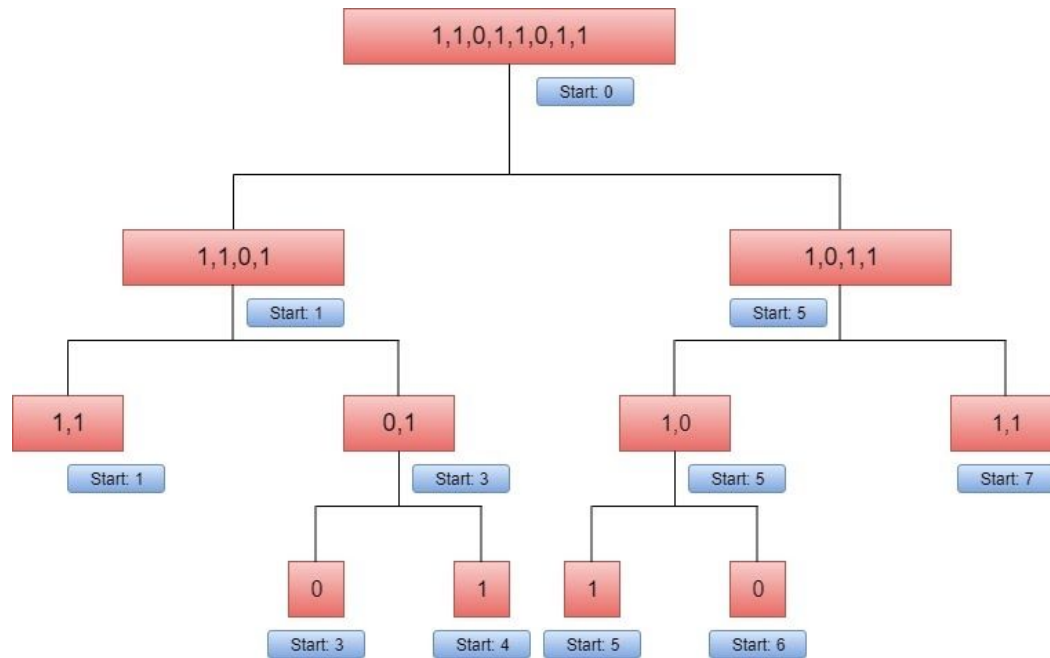 1,1,0,1,1,0,1,1
Start: 0
1,1,0,1
1,0,1,1
Start: 1
Start: 5
1,1
0,1
1,0
1,1
Start: 1
Start: 3
Start: 5
Start: 7
0
1
1
0
Start: 3
Start: 4
Start: 5
Start: 6